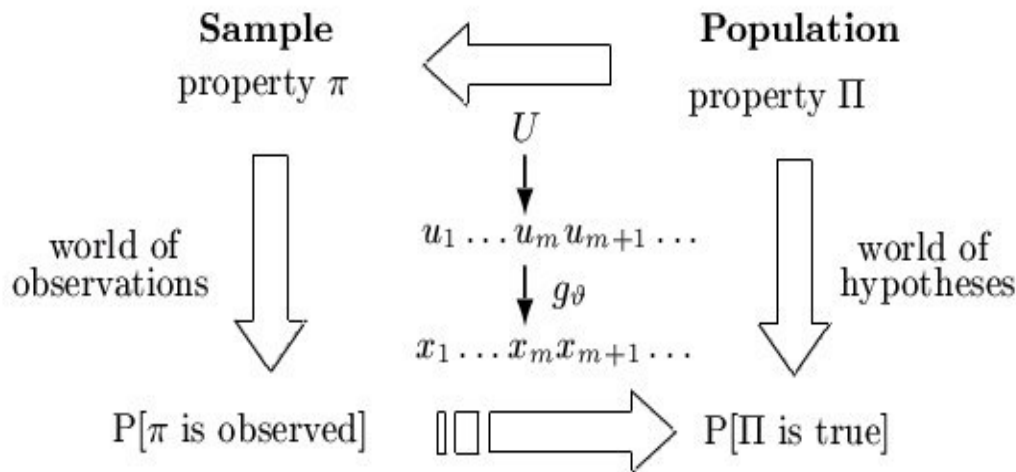 Sample
property π
Population
property Π
U
u₁ … uₘ uₘ₊₁ …
g_ϑ
x₁ … xₘ xₘ₊₁ …
world of
observations
world of
hypotheses
P[π is observed]
P[Π is true]